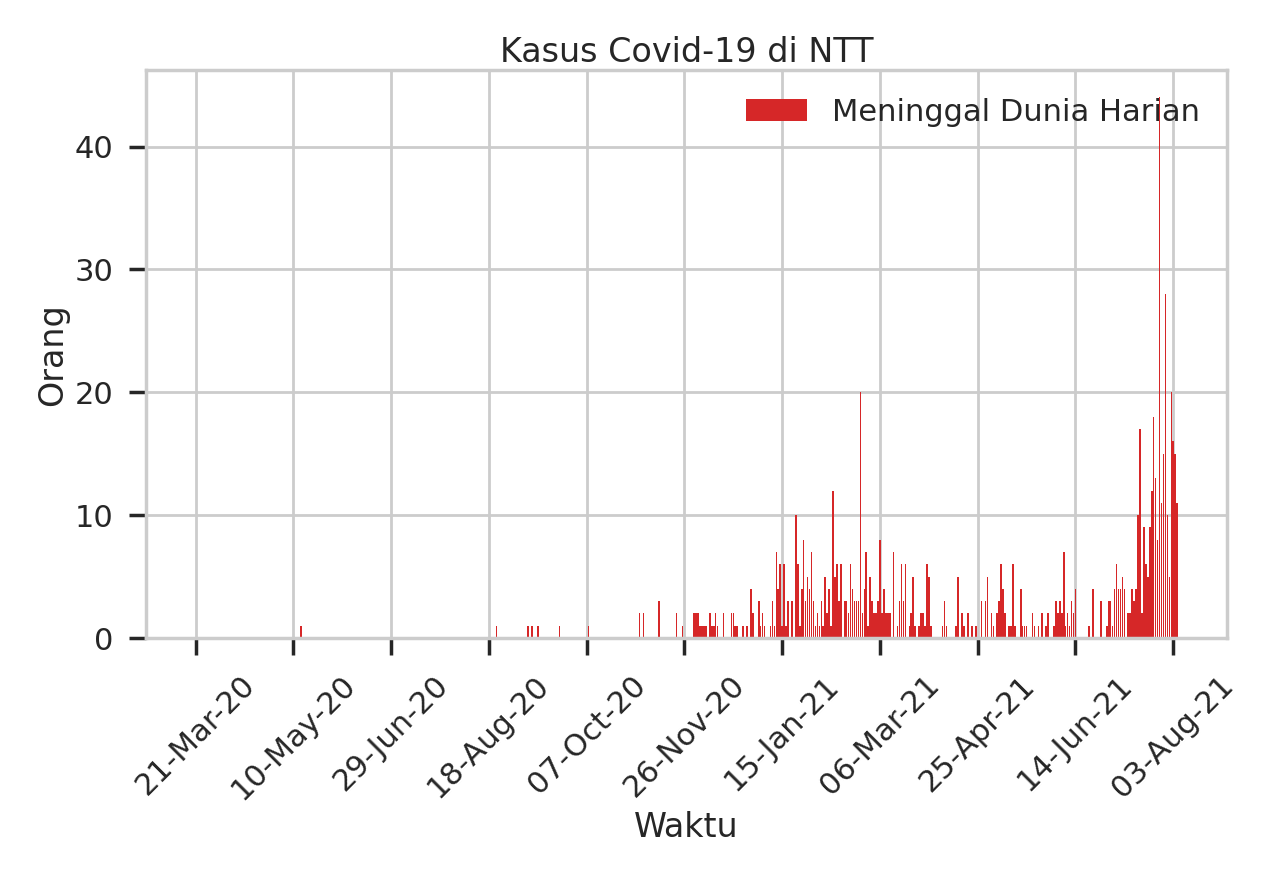 Kasus Covid-19 di NTT
Meninggal Dunia Harian
Orang
40
30
20
10
0
21-Mar-20
10-May-20
29-Jun-20
18-Aug-20
07-Oct-20
26-Nov-20
15-Jan-21
06-Mar-21
25-Apr-21
14-Jun-21
03-Aug-21
Waktu